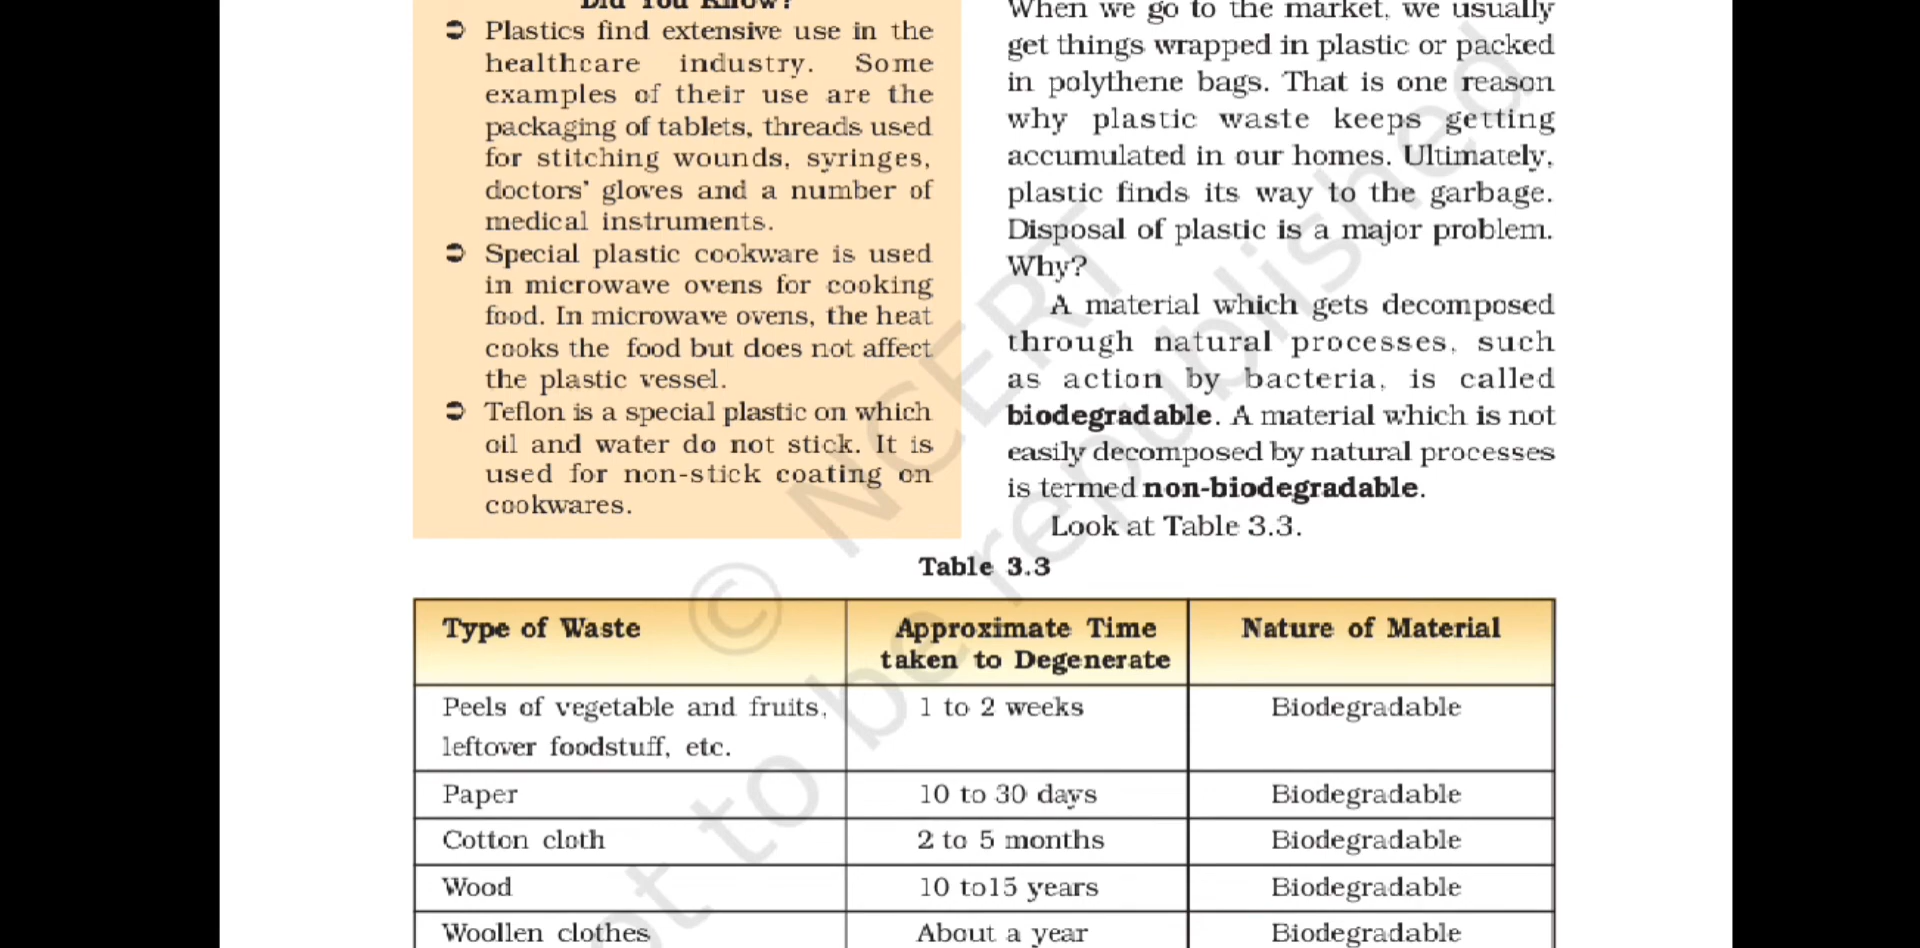 Did You Know?
➲ Plastics find extensive use in the
healthcare industry. Some
examples of their use are the
packaging of tablets, threads used
for stitching wounds, syringes,
doctors' gloves and a number of
medical instruments.
➲ Special plastic cookware is used
in microwave ovens for cooking
food. In microwave ovens, the heat
cooks the food but does not affect
the plastic vessel.
➲ Teflon is a special plastic on which
oil and water do not stick. It is
used for non-stick coating on
cookwares.
When we go to the market, we usually
get things wrapped in plastic or packed
in polythene bags. That is one reason
why plastic waste keeps getting
accumulated in our homes. Ultimately,
plastic finds its way to the garbage.
Disposal of plastic is a major problem.
Why?
A material which gets decomposed
through natural processes, such
as action by bacteria, is called
biodegradable. A material which is not
easily decomposed by natural processes
is termed non-biodegradable.
Look at Table 3.3.
Table 3.3
Type of Waste Approximate Time taken to Degenerate Nature of Material
Peels of vegetable and fruits, leftover foodstuff, etc. 1 to 2 weeks Biodegradable
Paper 10 to 30 days Biodegradable
Cotton cloth 2 to 5 months Biodegradable
Wood 10 to15 years Biodegradable
Woollen clothes About a year Biodegradable
© NCERT
not to be republished